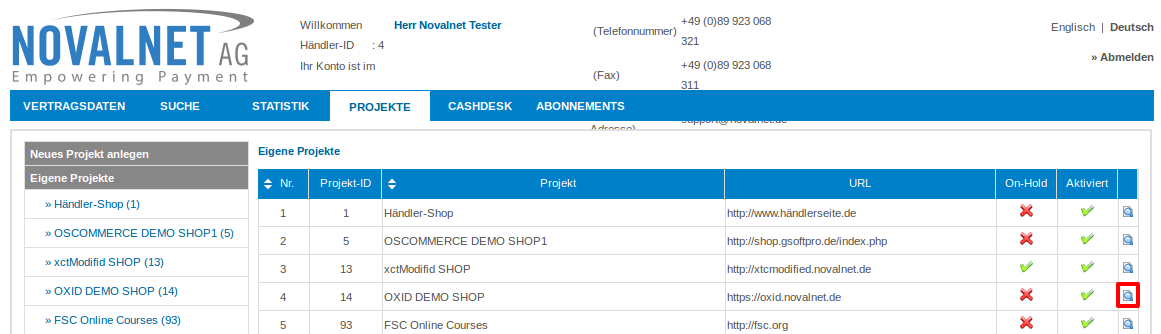 NOVALNET AG
Empowering Payment
Willkommen Herr Novalnet Tester
Händler-ID : 4
Ihr Konto ist im
(Telefonnummer) +49 (0)89 923 068
321
(Fax) +49 (0)89 923 068
311
Englisch | Deutsch
» Abmelden
VERTRAGSDATEN SUCHE STATISTIK PROJEKTE CASHDESK ABONNEMENTS
Neues Projekt anlegen
Eigene Projekte
» Händler-Shop (1)
» OSCOMMERCE DEMO SHOP1 (5)
» xctModifid SHOP (13)
» OXID DEMO SHOP (14)
» FSC Online Courses (93)
Eigene Projekte
Nr. Projekt-ID Projekt URL On-Hold Aktiviert
1 1 Händler-Shop http://www.händlerseite.de
2 5 OSCOMMERCE DEMO SHOP1 http://shop.gsoftpro.de/index.php
3 13 xctModifid SHOP http://xtcmodified.novalnet.de
4 14 OXID DEMO SHOP https://oxid.novalnet.de
5 93 FSC Online Courses http://fsc.org